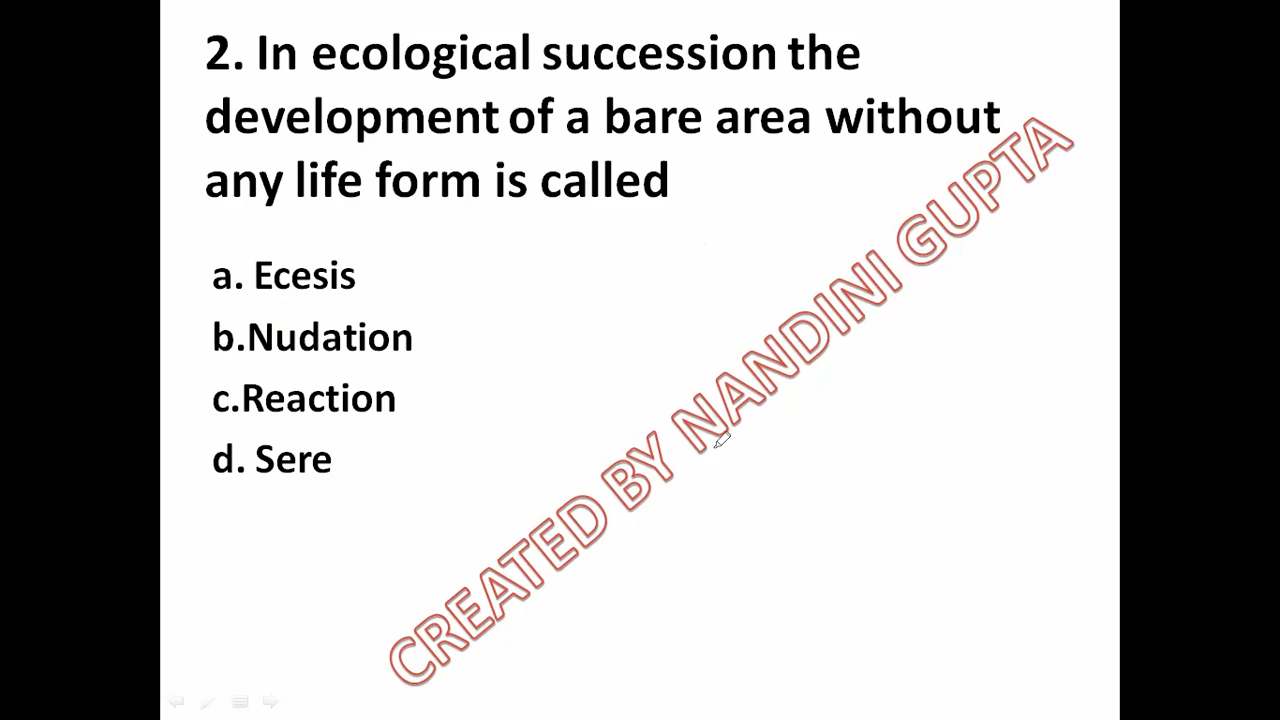 2. In ecological succession the
development of a bare area without
any life form is called
a. Ecesis
b.Nudation
c.Reaction
d. Sere
CREATED BY NANDINI GUPTA